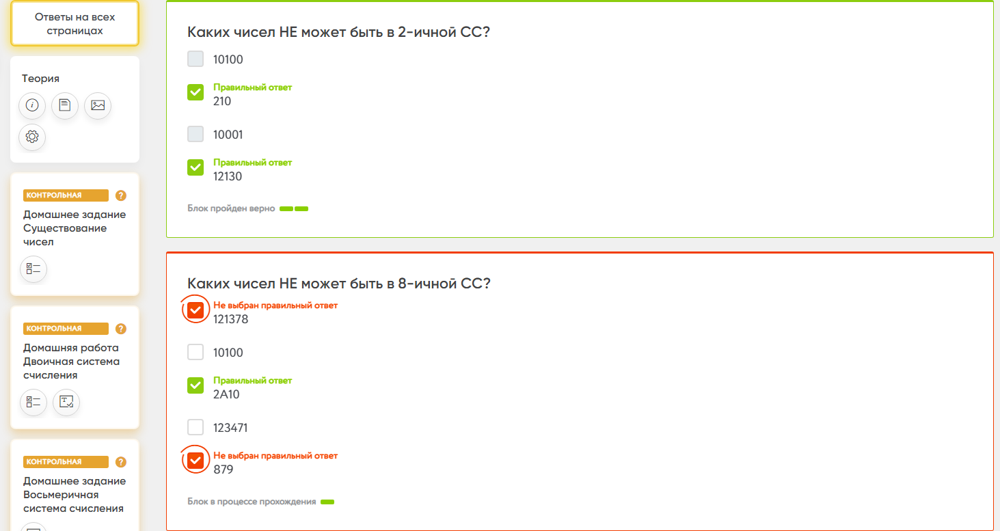 Ответы на всех
страницах
Теория
КОНТРОЛЬНАЯ ?
Домашнее задание
Существование
чисел
КОНТРОЛЬНАЯ ?
Домашняя работа
Двоичная система
счисления
КОНТРОЛЬНАЯ ?
Домашнее задание
Восьмеричная
система счисления
Каких чисел НЕ может быть в 2-ичной СС?
10100
Правильный ответ
210
10001
Правильный ответ
12130
Блок пройден верно
Каких чисел НЕ может быть в 8-ичной СС?
Не выбран правильный ответ
121378
10100
Правильный ответ
2A10
123471
Не выбран правильный ответ
879
Блок в процессе прохождения